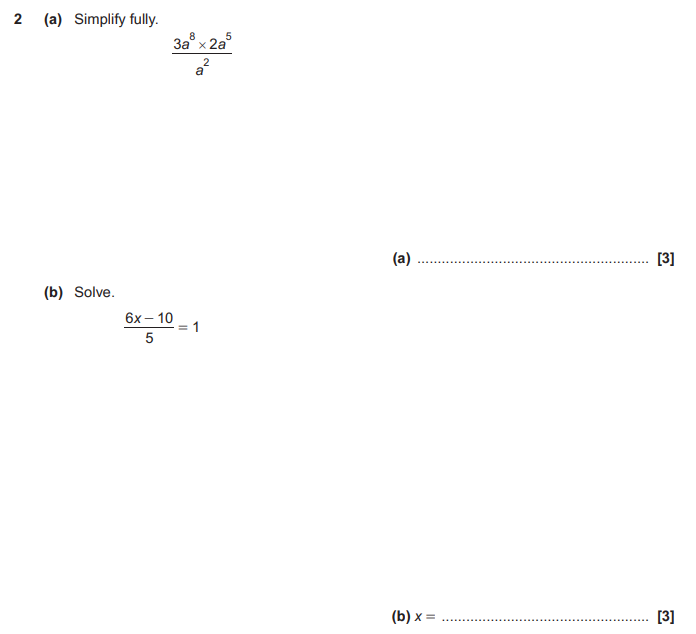 2 (a) Simplify fully.
3a⁸ × 2a⁵
a²
(a) ......................................................... [3]
(b) Solve.
6x – 10
= 1
5
(b) x = ................................................... [3]